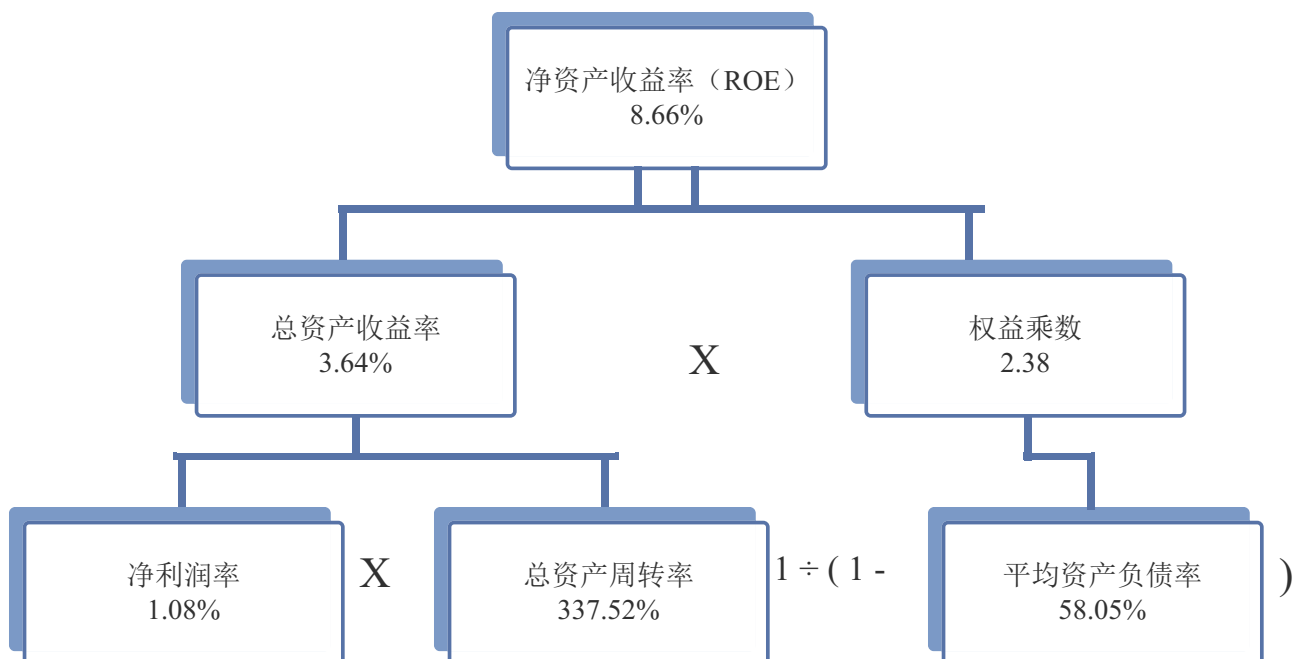 净资产收益率（ROE）
8.66%
总资产收益率
3.64%
X
权益乘数
2.38
净利润率
1.08%
X
总资产周转率
337.52%
1 ÷ ( 1 -
平均资产负债率
58.05%
)